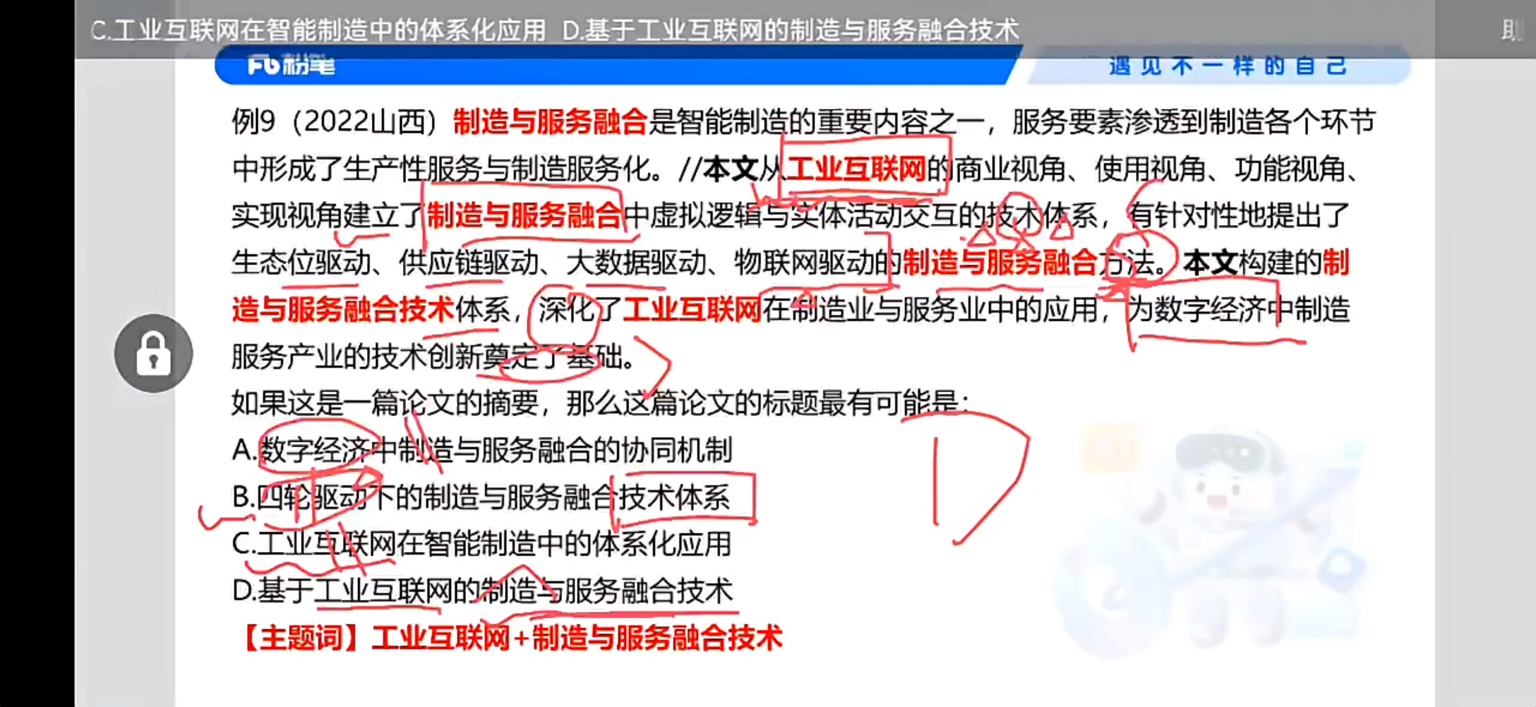 C.工业互联网在智能制造中的体系化应用 D.基于工业互联网的制造与服务融合技术
助
粉笔
遇见不一样的自己
例9（2022山西）制造与服务融合是智能制造的重要内容之一，服务要素渗透到制造各个环节
中形成了生产性服务与制造服务化。//本文从工业互联网的商业视角、使用视角、功能视角、
实现视角建立了制造与服务融合中虚拟逻辑与实体活动交互的技术体系，有针对性地提出了
生态位驱动、供应链驱动、大数据驱动、物联网驱动的制造与服务融合方法。本文构建的制
造与服务融合技术体系，深化了工业互联网在制造业与服务业中的应用，为数字经济中制造
服务产业的技术创新奠定了基础。
如果这是一篇论文的摘要，那么这篇论文的标题最有可能是：
A.数字经济中制造与服务融合的协同机制
B.四轮驱动下的制造与服务融合技术体系
C.工业互联网在智能制造中的体系化应用
D.基于工业互联网的制造与服务融合技术
【主题词】工业互联网+制造与服务融合技术
D